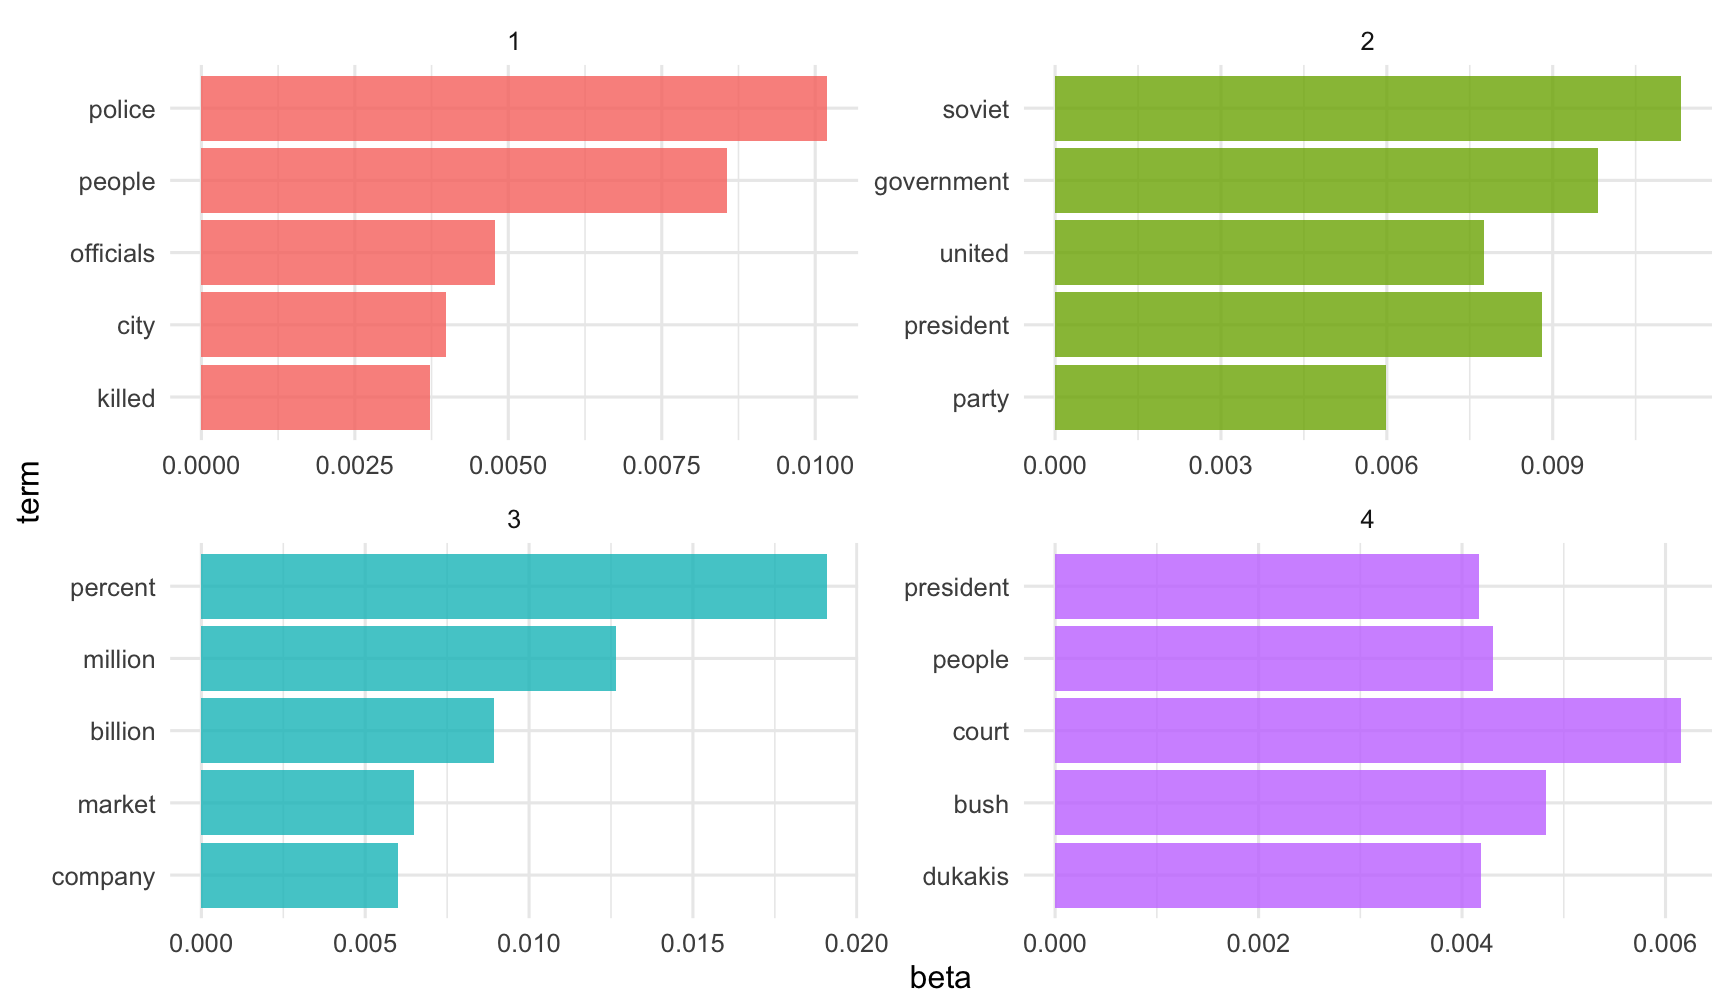 1
police
people
officials
city
killed
0.0000 0.0025 0.0050 0.0075 0.0100
2
soviet
government
united
president
party
0.000 0.003 0.006 0.009
3
percent
million
billion
market
company
0.000 0.005 0.010 0.015 0.020
4
president
people
court
bush
dukakis
0.000 0.002 0.004 0.006
term
beta